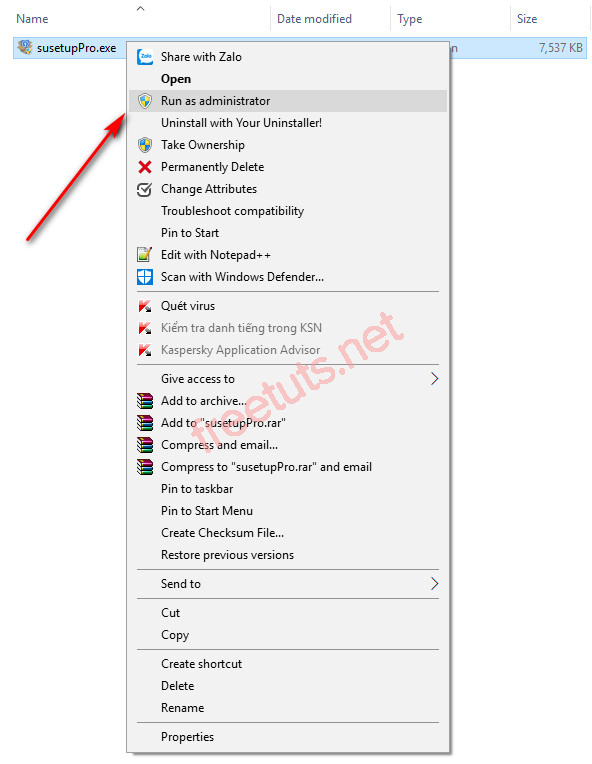 Name Date modified Type Size
susetupPro.exe 7,537 KB
Share with Zalo
Open
Run as administrator
Uninstall with Your Uninstaller!
Take Ownership
Permanently Delete
Change Attributes
Troubleshoot compatibility
Pin to Start
Edit with Notepad++
Scan with Windows Defender...
Quét virus
Kiểm tra danh tiếng trong KSN
Kaspersky Application Advisor
Give access to
Add to archive...
Add to "susetupPro.rar"
Compress and email...
Compress to "susetupPro.rar" and email
Pin to taskbar
Pin to Start Menu
Create Checksum File...
Restore previous versions
Send to
Cut
Copy
Create shortcut
Delete
Rename
Properties
freetuts.net